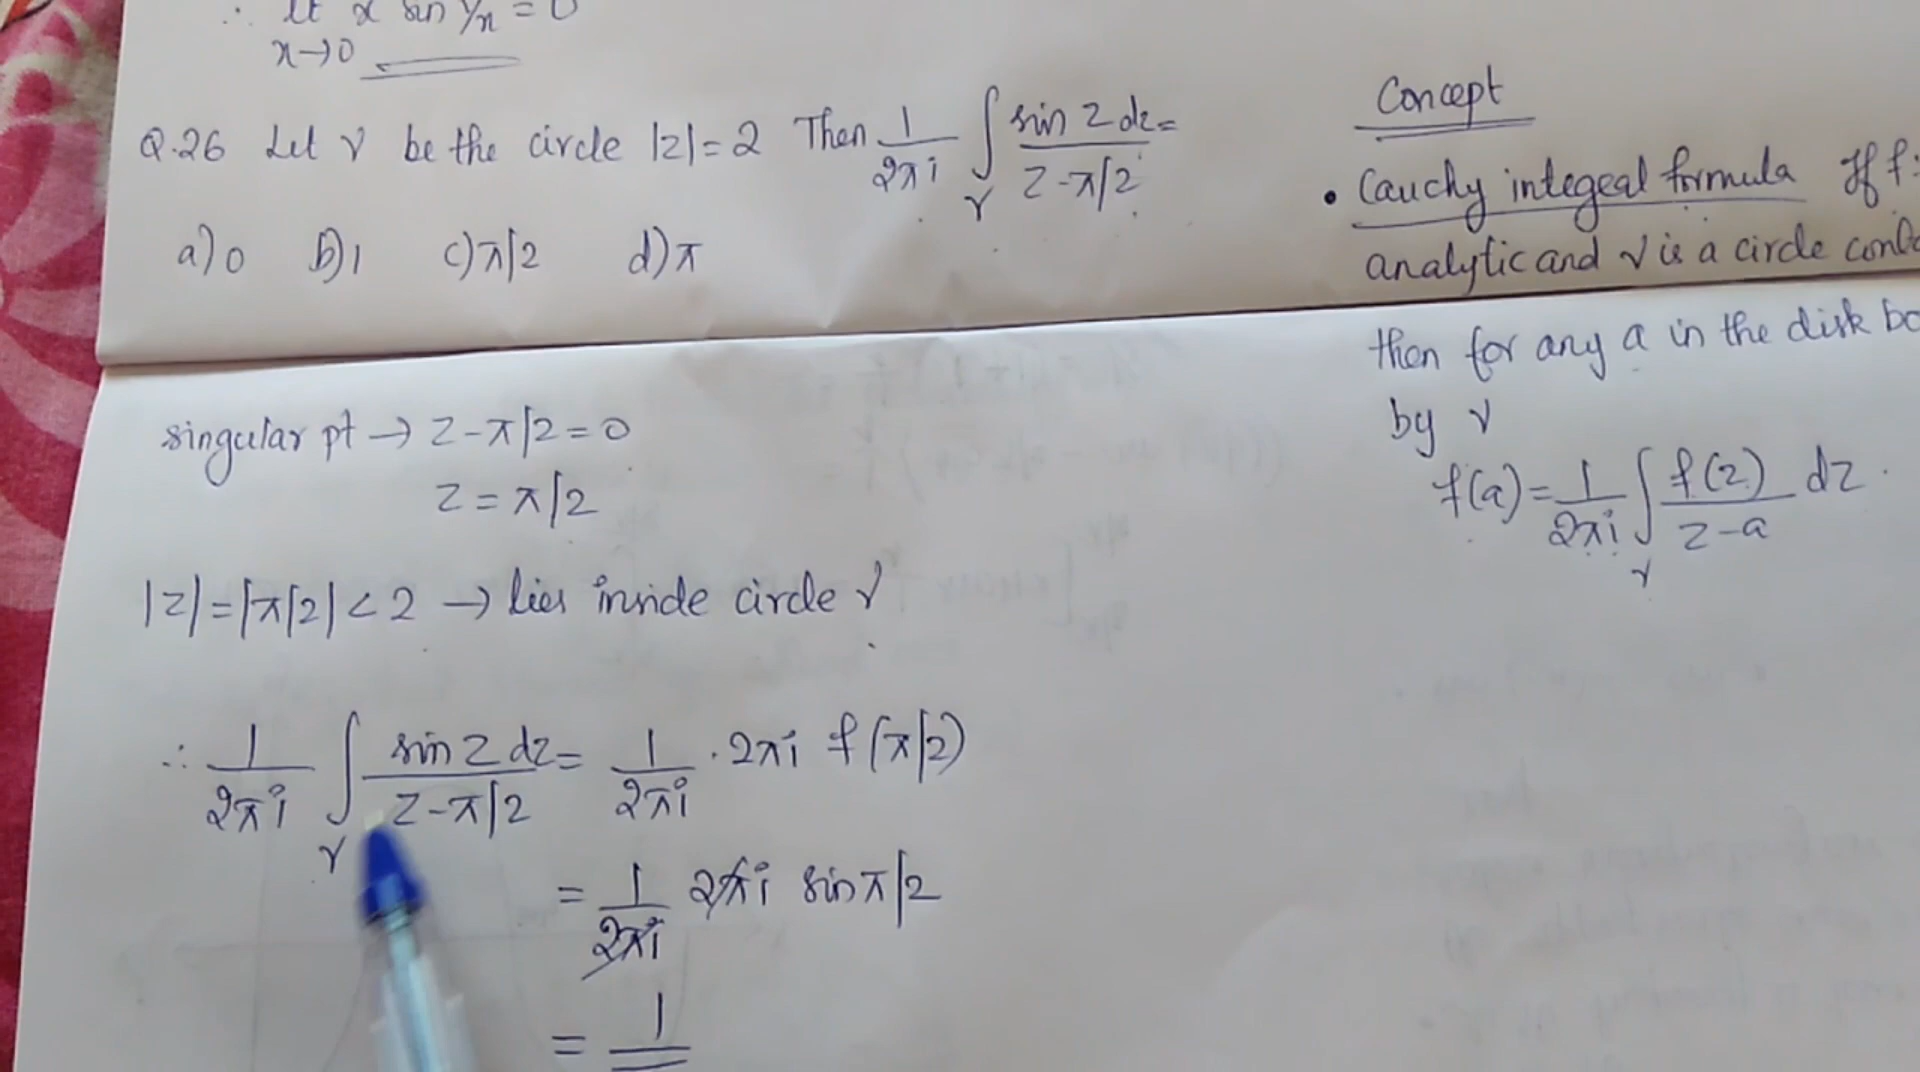 ∴ lt x sin 1/x = 0
x→0
Q.26 Let γ be the circle |z|=2 Then 1/2πi ∫γ sin z dz/z-π/2 =
a) 0 b) 1 c) π/2 d) π
singular pt → z-π/2=0
z=π/2
|z|=|π/2|<2 → lies inside circle γ
∴ 1/2πi ∫γ sin z dz/z-π/2 = 1/2πi . 2πi f(π/2)
= 1/2πi 2πi sin π/2
= 1
Concept
• Cauchy integeal formula If f:
analytic and γ is a circle
then for any a in the disk
by γ
f(a)=1/2πi ∫γ f(z)/z-a dz.